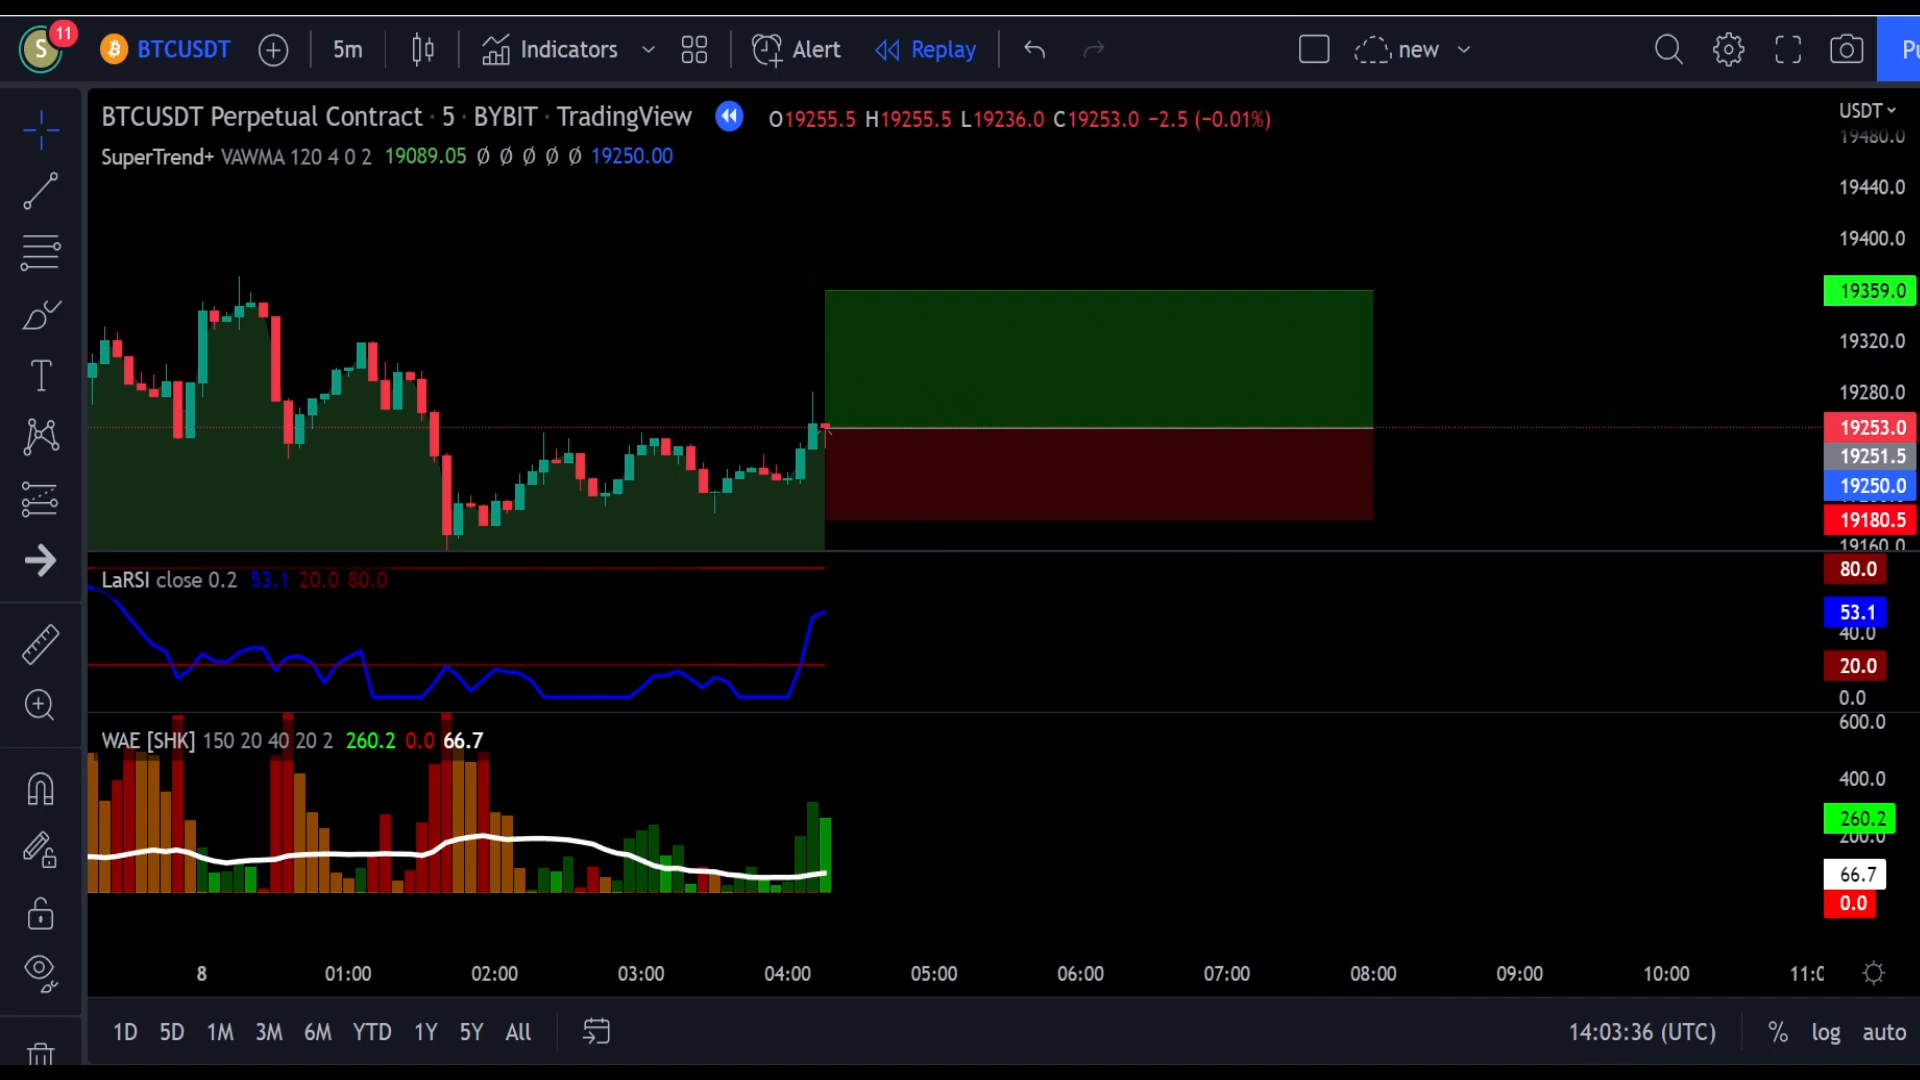 S 11 BTCUSDT 5m Indicators Alert Replay new Pu
BTCUSDT Perpetual Contract · 5 · BYBIT · TradingView O19255.5 H19255.5 L19236.0 C19253.0 −2.5 (−0.01%)
SuperTrend+ VAWMA 120 4 0 2 19089.05 Ø Ø Ø Ø Ø 19250.00
USDT
19480.0
19440.0
19400.0
19359.0
19320.0
19280.0
19253.0
19251.5
19250.0
19180.5
19160.0
LaRSI close 0.2 53.1 20.0 80.0
80.0
53.1
40.0
20.0
0.0
WAE [SHK] 150 20 40 20 2 260.2 0.0 66.7
600.0
400.0
260.2
200.0
66.7
0.0
8 01:00 02:00 03:00 04:00 05:00 06:00 07:00 08:00 09:00 10:00 11:0
1D 5D 1M 3M 6M YTD 1Y 5Y All 14:03:36 (UTC) % log auto